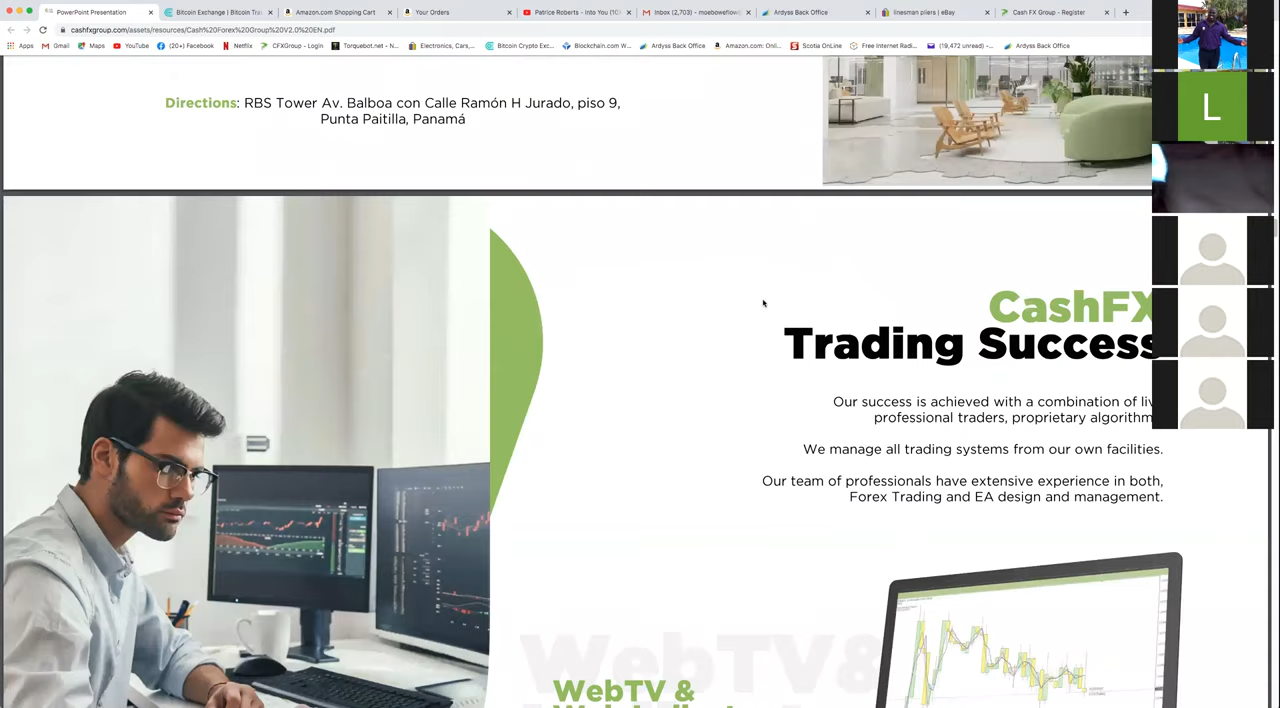 PowerPoint Presentation
Bitcoin Exchange | Bitcoin Tra
Amazon.com Shopping Cart
Your Orders
Patrice Roberts - Into You (10
Inbox (2,703) - moeboweflow
Ardyss Back Office
linesman pliers | eBay
Cash FX Group - Register
cashfxgroup.com/assets/resources/Cash%20Forex%20Group%20V2.0%20EN.pdf
Apps
Gmail
Maps
YouTube
(20+) Facebook
Netflix
CFXGroup - Login
Torquebot.net - N...
Electronics, Cars,...
Bitcoin Crypto Exc...
Blockchain.com W...
Ardyss Back Office
Amazon.com: Onli...
Scotia OnLine
Free Internet Radi...
(19,472 unread) -...
Ardyss Back Office
Directions: RBS Tower Av. Balboa con Calle Ramón H Jurado, piso 9,
Punta Paitilla, Panamá
L
CashFX
Trading Success
Our success is achieved with a combination of liv
professional traders, proprietary algorithm
We manage all trading systems from our own facilities.
Our team of professionals have extensive experience in both,
Forex Trading and EA design and management.
WebTV&
WebTV &